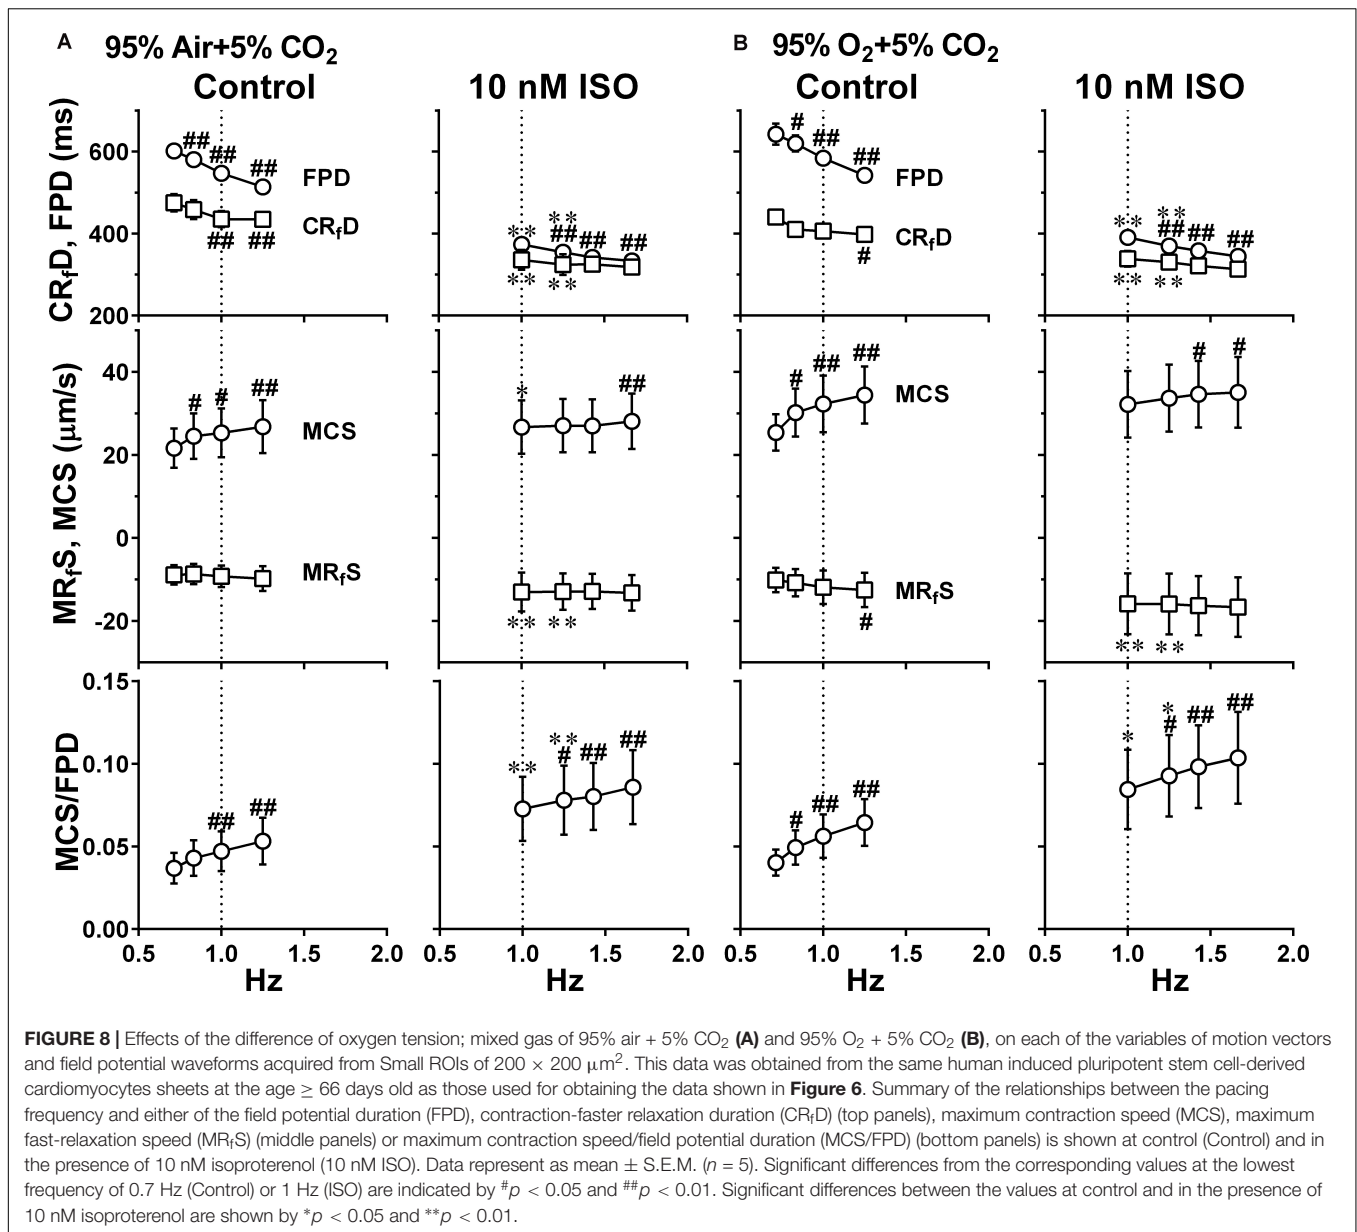 A 95% Air+5% CO₂
B 95% O₂+5% CO₂
Control 10 nM ISO Control 10 nM ISO
CRfD, FPD (ms)
600
400
200
## ## ##
FPD
CRfD
## ##
** **
## ## ##
** **
# ## ##
FPD
CRfD
#
** **
## ## ##
** **
MRfS, MCS (μm/s)
40
20
0
-20
# # ##
MCS
MRfS
* ##
** **
# ## ##
MCS
MRfS
#
# #
** **
MCS/FPD
0.15
0.10
0.05
0.00
## ##
** **
# ## ##
# ## ##
* *
# ## ##
0.5 1.0 1.5 2.0 1.0 1.5 2.0 0.5 1.0 1.5 2.0 0.5 1.0 1.5 2.0
Hz Hz Hz Hz
FIGURE 8 | Effects of the difference of oxygen tension; mixed gas of 95% air + 5% CO₂ (A) and 95% O₂ + 5% CO₂ (B), on each of the variables of motion vectors
and field potential waveforms acquired from Small ROIs of 200 × 200 μm². This data was obtained from the same human induced pluripotent stem cell-derived
cardiomyocytes sheets at the age ≥ 66 days old as those used for obtaining the data shown in Figure 6. Summary of the relationships between the pacing
frequency and either of the field potential duration (FPD), contraction-faster relaxation duration (CRfD) (top panels), maximum contraction speed (MCS), maximum
fast-relaxation speed (MRfS) (middle panels) or maximum contraction speed/field potential duration (MCS/FPD) (bottom panels) is shown at control (Control) and in
the presence of 10 nM isoproterenol (10 nM ISO). Data represent as mean ± S.E.M. (n = 5). Significant differences from the corresponding values at the lowest
frequency of 0.7 Hz (Control) or 1 Hz (ISO) are indicated by #p < 0.05 and ##p < 0.01. Significant differences between the values at control and in the presence of
10 nM isoproterenol are shown by *p < 0.05 and **p < 0.01.